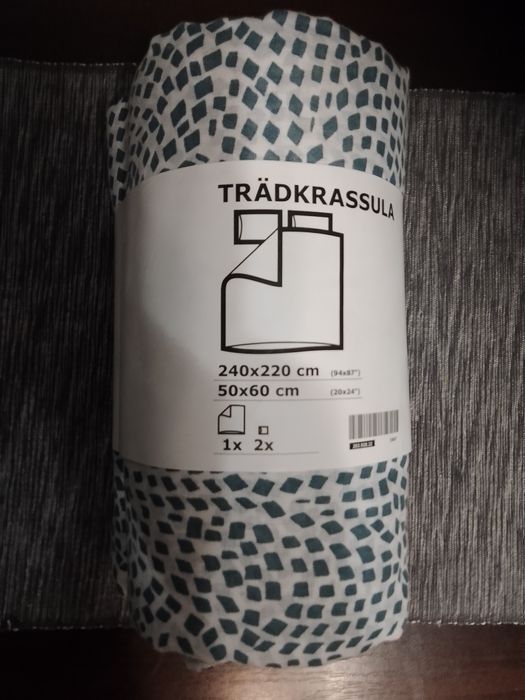 TRÄDKRASSULA
240x220 cm (94x87")
50x60 cm (20x24")
1x 2x